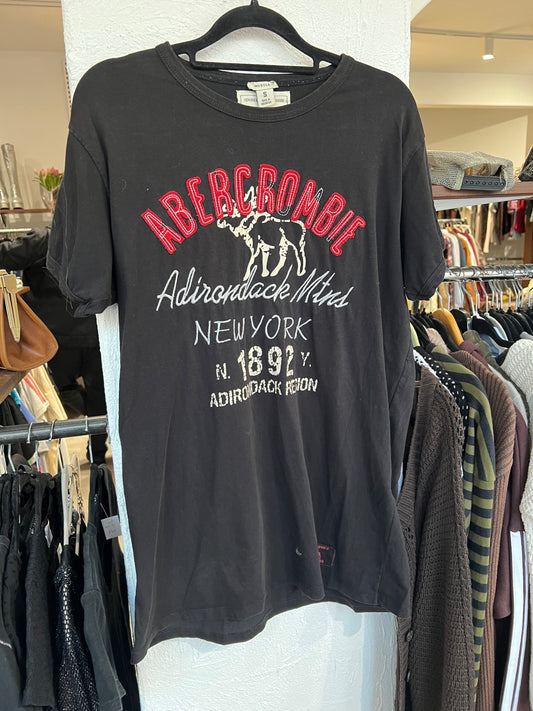 S
ABERCROMBIE
Adirondack Mtns
NEW YORK
N. 1892 Y.
ADIRONDACK REGION